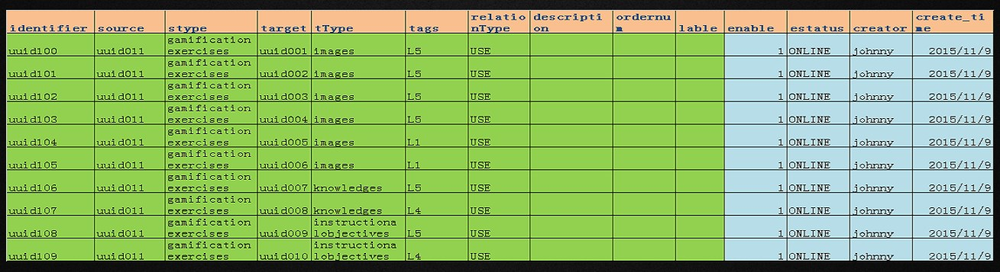 identifier source stype target tType tags relationType description ordernum lable enable estatus creator create_time
uuid100 uuid011 gamification exercises uuid001 images L5 USE 1 ONLINE johnny 2015/11/9
uuid101 uuid011 gamification exercises uuid002 images L5 USE 1 ONLINE johnny 2015/11/9
uuid102 uuid011 gamification exercises uuid003 images L5 USE 1 ONLINE johnny 2015/11/9
uuid103 uuid011 gamification exercises uuid004 images L5 USE 1 ONLINE johnny 2015/11/9
uuid104 uuid011 gamification exercises uuid005 images L1 USE 1 ONLINE johnny 2015/11/9
uuid105 uuid011 gamification exercises uuid006 images L1 USE 1 ONLINE johnny 2015/11/9
uuid106 uuid011 gamification exercises uuid007 knowledges L5 USE 1 ONLINE johnny 2015/11/9
uuid107 uuid011 gamification exercises uuid008 knowledges L4 USE 1 ONLINE johnny 2015/11/9
uuid108 uuid011 gamification exercises uuid009 instructionalobjectives L5 USE 1 ONLINE johnny 2015/11/9
uuid109 uuid011 gamification exercises uuid010 instructionalobjectives L4 USE 1 ONLINE johnny 2015/11/9